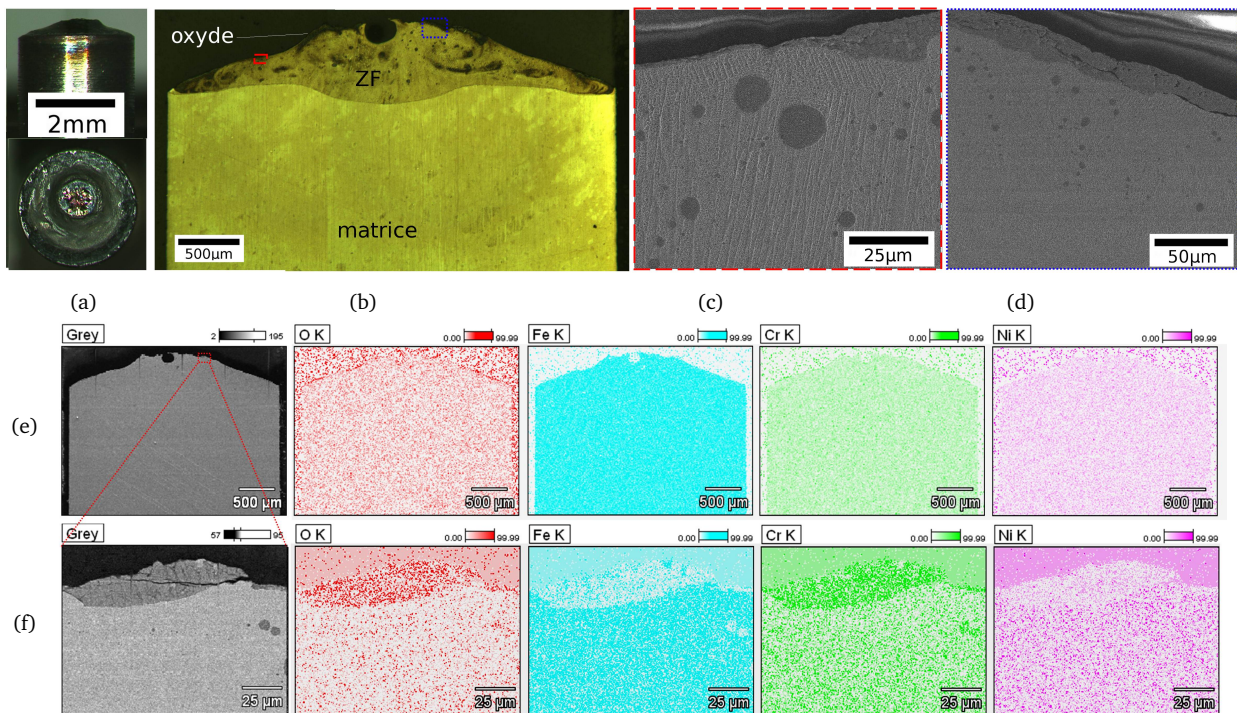 2mm
oxyde
ZF
matrice
500μm
25μm
50μm
(a) (b) (c) (d)
Grey 2 195 O K 0.00 99.99 Fe K 0.00 99.99 Cr K 0.00 99.99 Ni K 0.00 99.99
(e)
500 μm 500 μm 500 μm 500 μm 500 μm
Grey 57 95 O K 0.00 99.99 Fe K 0.00 99.99 Cr K 0.00 99.99 Ni K 0.00 99.99
(f)
25 μm 25 μm 25 μm 25 μm 25 μm